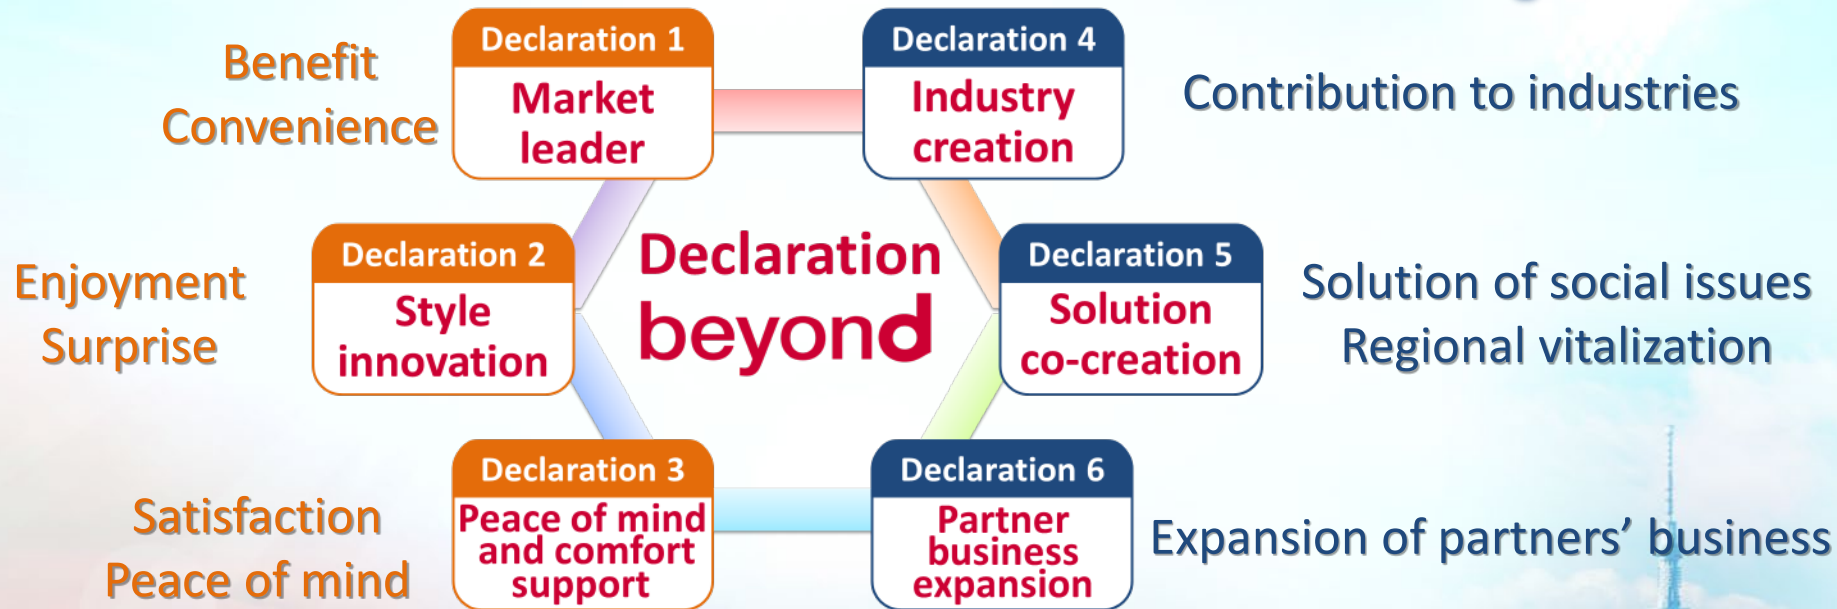 Benefit
Convenience
Declaration 1
Market
leader
Declaration 4
Industry
creation
Contribution to industries
Enjoyment
Surprise
Declaration 2
Style
innovation
Declaration
beyond
Declaration 5
Solution
co-creation
Solution of social issues
Regional vitalization
Satisfaction
Peace of mind
Declaration 3
Peace of mind
and comfort
support
Declaration 6
Partner
business
expansion
Expansion of partners’ business